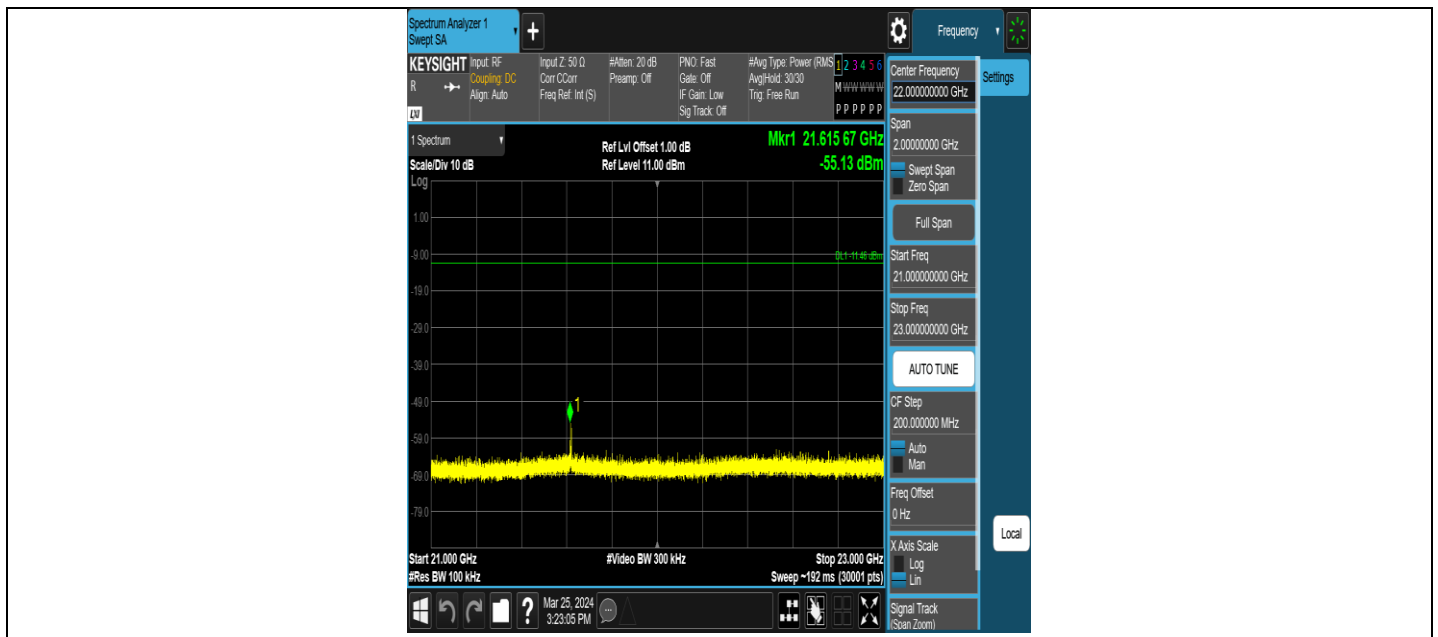 Spectrum Analyzer 1
Swept SA
+
Frequency
KEYSIGHT
R
LXI
Input: RF
Coupling: DC
Align: Auto
Input Z: 50 Ω
Corr CCorr
Freq Ref: Int (S)
#Atten: 20 dB
Preamp: Off
PNO: Fast
Gate: Off
IF Gain: Low
Sig Track: Off
#Avg Type: Power (RMS
Avg|Hold: 30/30
Trig: Free Run
1 2 3 4 5 6
M W W W W W
P P P P P P
1 Spectrum
Scale/Div 10 dB
Log
Ref Lvl Offset 1.00 dB
Ref Level 11.00 dBm
Mkr1 21.615 67 GHz
-55.13 dBm
1.00
-9.00
DL1 -11.46 dBm
-19.0
-29.0
-39.0
-49.0
1
-59.0
-69.0
-79.0
Start 21.000 GHz
#Video BW 300 kHz
Stop 23.000 GHz
#Res BW 100 kHz
Sweep ~192 ms (30001 pts)
Center Frequency
22.000000000 GHz
Settings
Span
2.00000000 GHz
Swept Span
Zero Span
Full Span
Start Freq
21.000000000 GHz
Stop Freq
23.000000000 GHz
AUTO TUNE
CF Step
200.000000 MHz
Auto
Man
Freq Offset
0 Hz
X Axis Scale
Log
Lin
Local
Signal Track
(Span Zoom)
?
Mar 25, 2024
3:23:05 PM